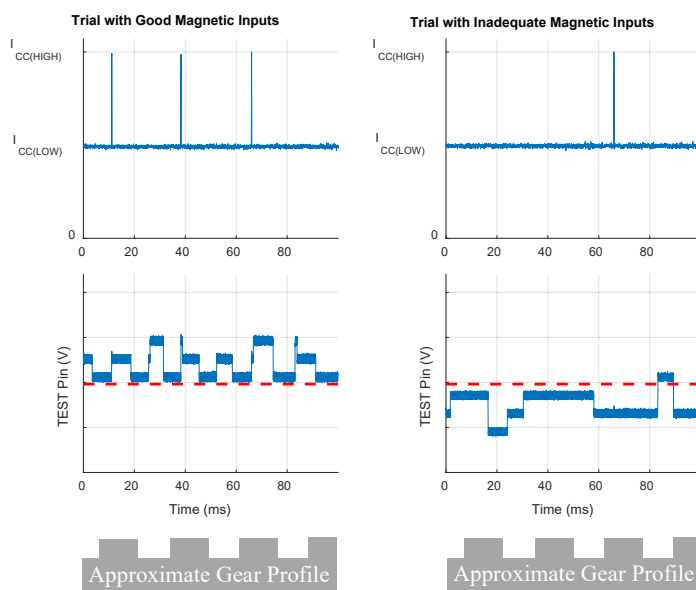 Trial with Good Magnetic Inputs
I CC(HIGH)
I CC(LOW)
0
0 20 40 60 80
TEST Pin (V)
0 20 40 60 80
Time (ms)
Approximate Gear Profile
Trial with Inadequate Magnetic Inputs
I CC(HIGH)
I CC(LOW)
0
0 20 40 60 80
TEST Pin (V)
0 20 40 60 80
Time (ms)
Approximate Gear Profile